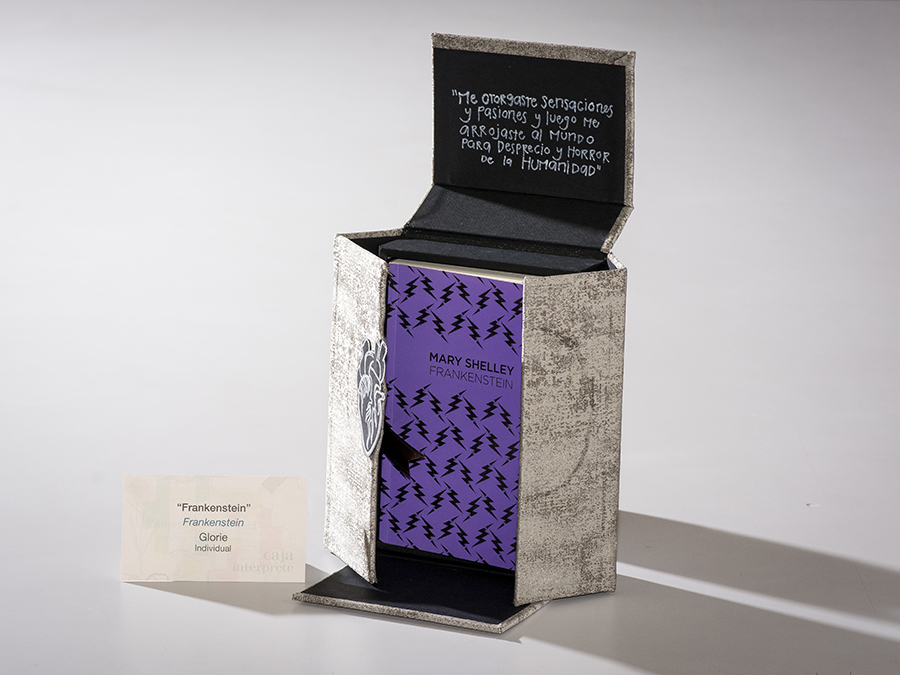 "Me otorgaste sensaciones
y pasiones y luego me
arrojaste al mundo
para desprecio y horror
de la humanidad"
MARY SHELLEY
FRANKENSTEIN
“Frankenstein”
Frankenstein
Glorie
Individual
caja
intérprete